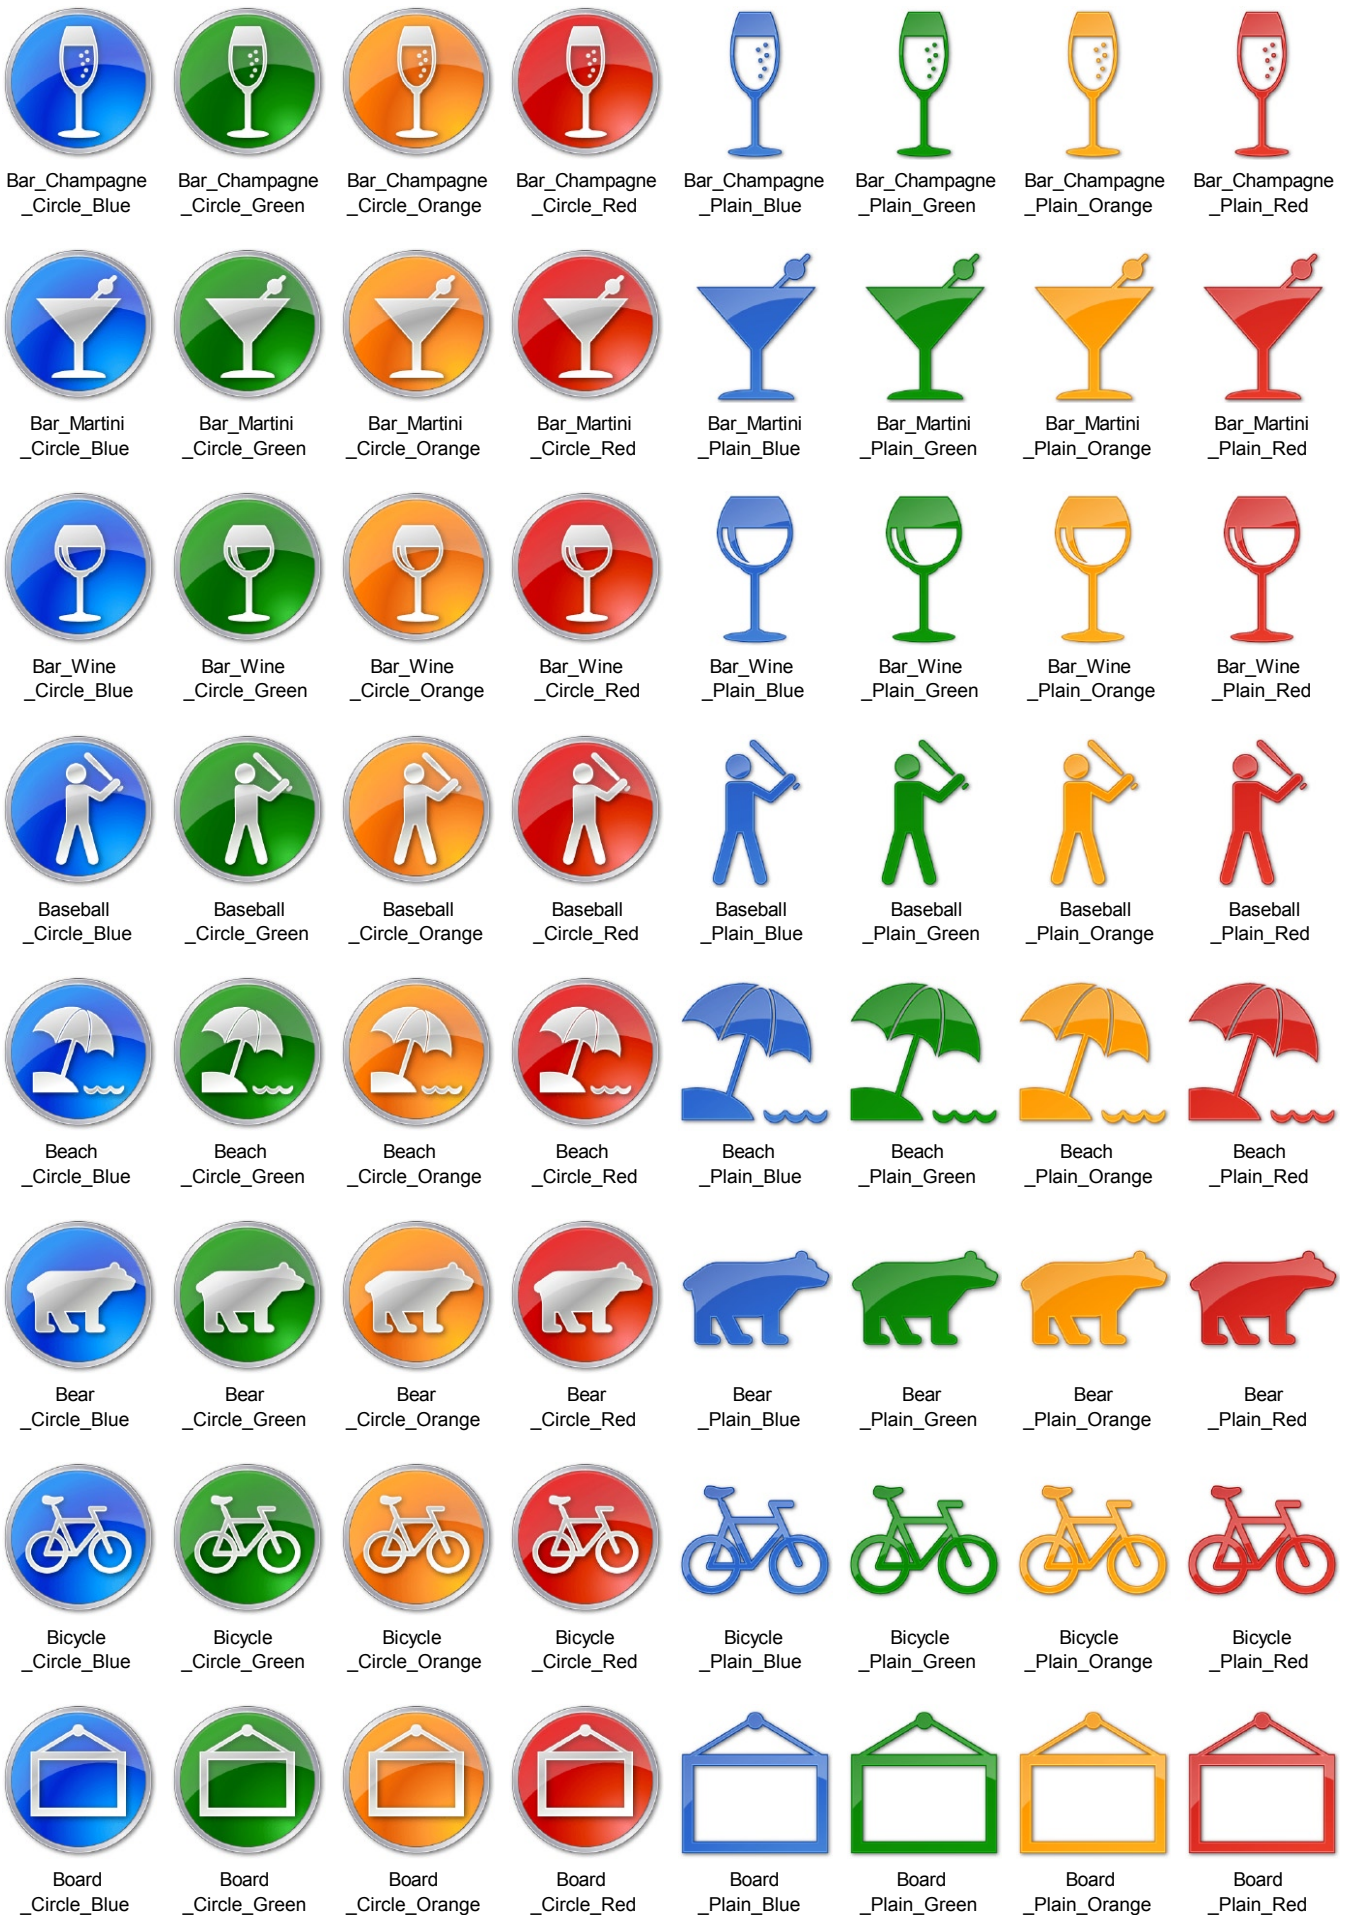 Bar_Champagne Bar_Champagne Bar_Champagne Bar_Champagne Bar_Champagne Bar_Champagne Bar_Champagne Bar_Champagne
_Circle_Blue _Circle_Green _Circle_Orange _Circle_Red _Plain_Blue _Plain_Green _Plain_Orange _Plain_Red
Bar_Martini Bar_Martini Bar_Martini Bar_Martini Bar_Martini Bar_Martini Bar_Martini Bar_Martini
_Circle_Blue _Circle_Green _Circle_Orange _Circle_Red _Plain_Blue _Plain_Green _Plain_Orange _Plain_Red
Bar_Wine Bar_Wine Bar_Wine Bar_Wine Bar_Wine Bar_Wine Bar_Wine Bar_Wine
_Circle_Blue _Circle_Green _Circle_Orange _Circle_Red _Plain_Blue _Plain_Green _Plain_Orange _Plain_Red
Baseball Baseball Baseball Baseball Baseball Baseball Baseball Baseball
_Circle_Blue _Circle_Green _Circle_Orange _Circle_Red _Plain_Blue _Plain_Green _Plain_Orange _Plain_Red
Beach Beach Beach Beach Beach Beach Beach Beach
_Circle_Blue _Circle_Green _Circle_Orange _Circle_Red _Plain_Blue _Plain_Green _Plain_Orange _Plain_Red
Bear Bear Bear Bear Bear Bear Bear Bear
_Circle_Blue _Circle_Green _Circle_Orange _Circle_Red _Plain_Blue _Plain_Green _Plain_Orange _Plain_Red
Bicycle Bicycle Bicycle Bicycle Bicycle Bicycle Bicycle Bicycle
_Circle_Blue _Circle_Green _Circle_Orange _Circle_Red _Plain_Blue _Plain_Green _Plain_Orange _Plain_Red
Board Board Board Board Board Board Board Board
_Circle_Blue _Circle_Green _Circle_Orange _Circle_Red _Plain_Blue _Plain_Green _Plain_Orange _Plain_Red